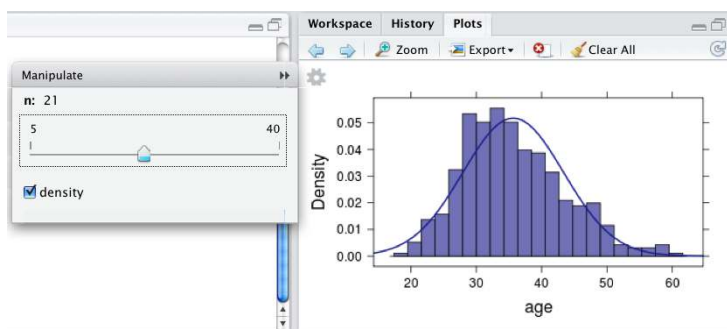 Workspace History Plots
Zoom Export Clear All
Manipulate
n: 21
5 40
density
0.05
0.04
0.03
0.02
0.01
0.00
Density
20 30 40 50 60
age